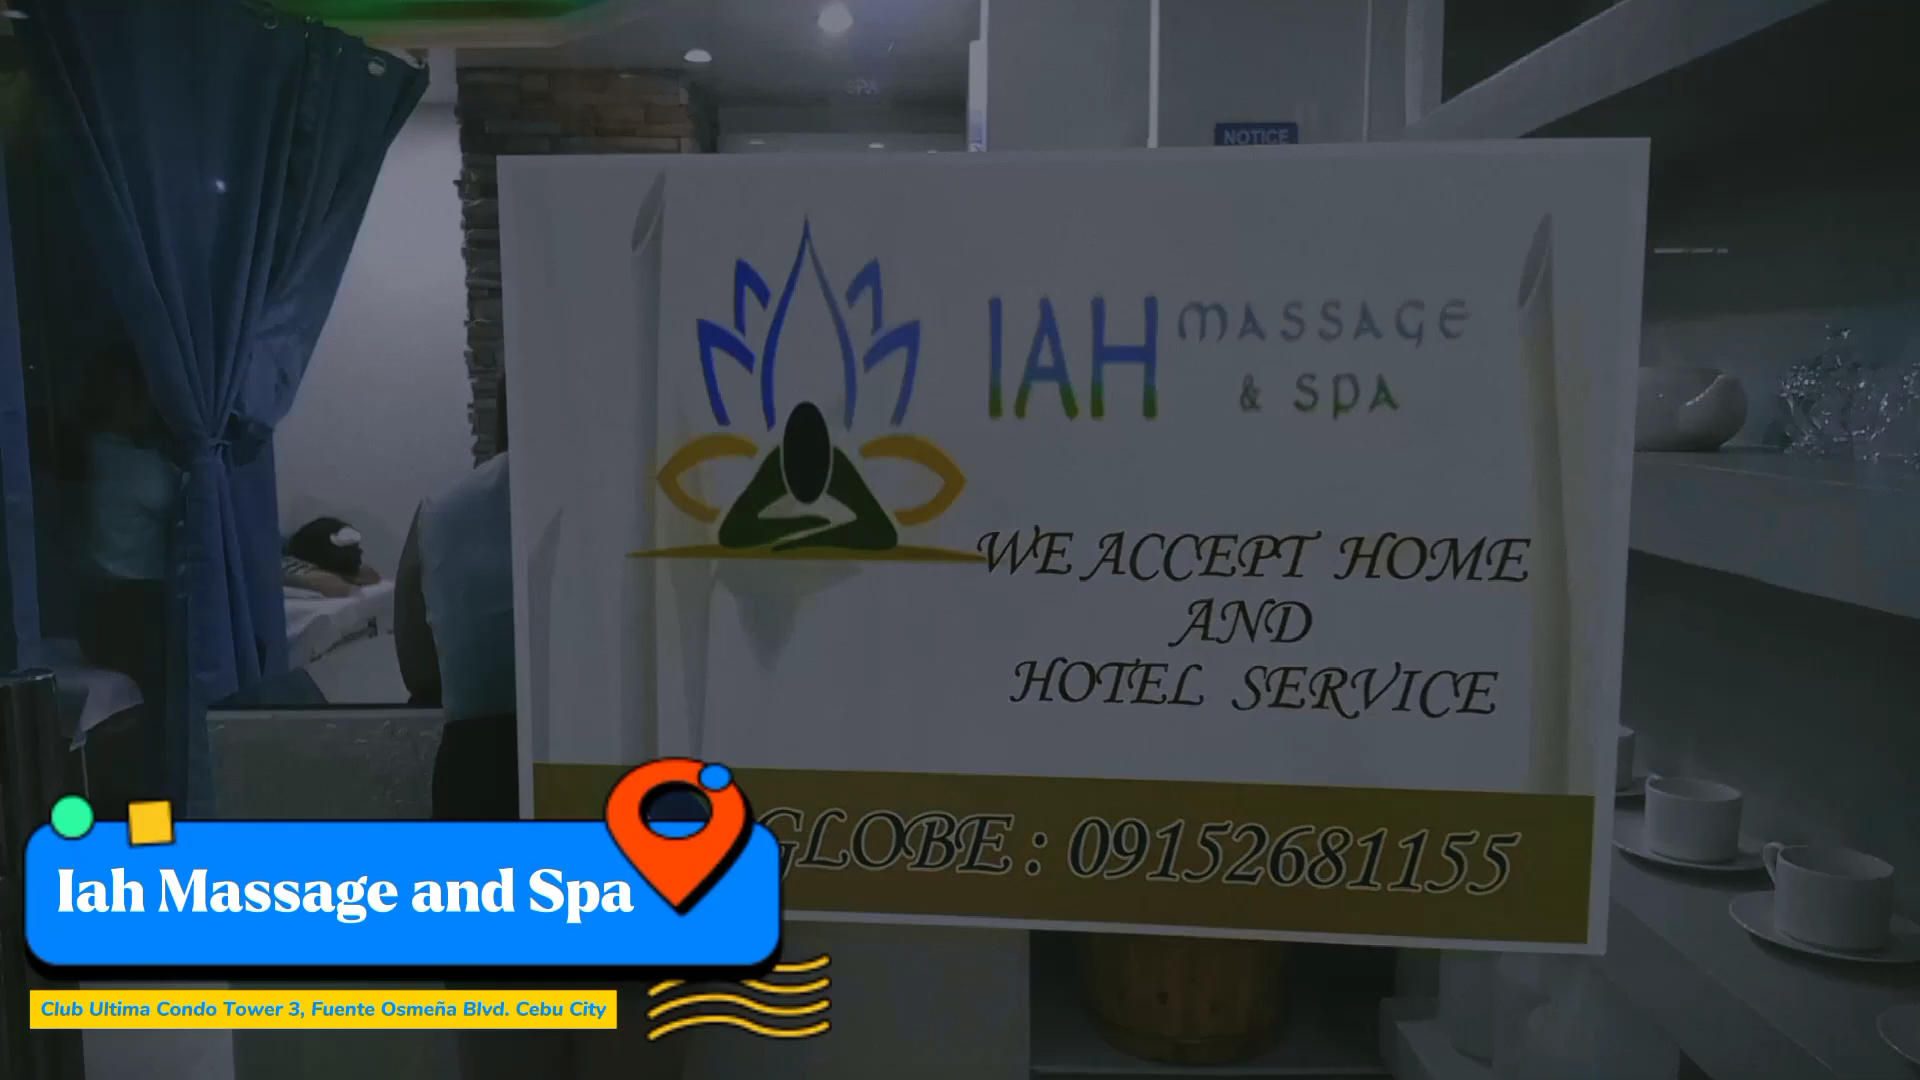 SPA
NOTICE
IAH MASSAGE
& SPA
WE ACCEPT HOME
AND
HOTEL SERVICE
GLOBE : 09152681155
Iah Massage and Spa
Club Ultima Condo Tower 3, Fuente Osmeña Blvd. Cebu City